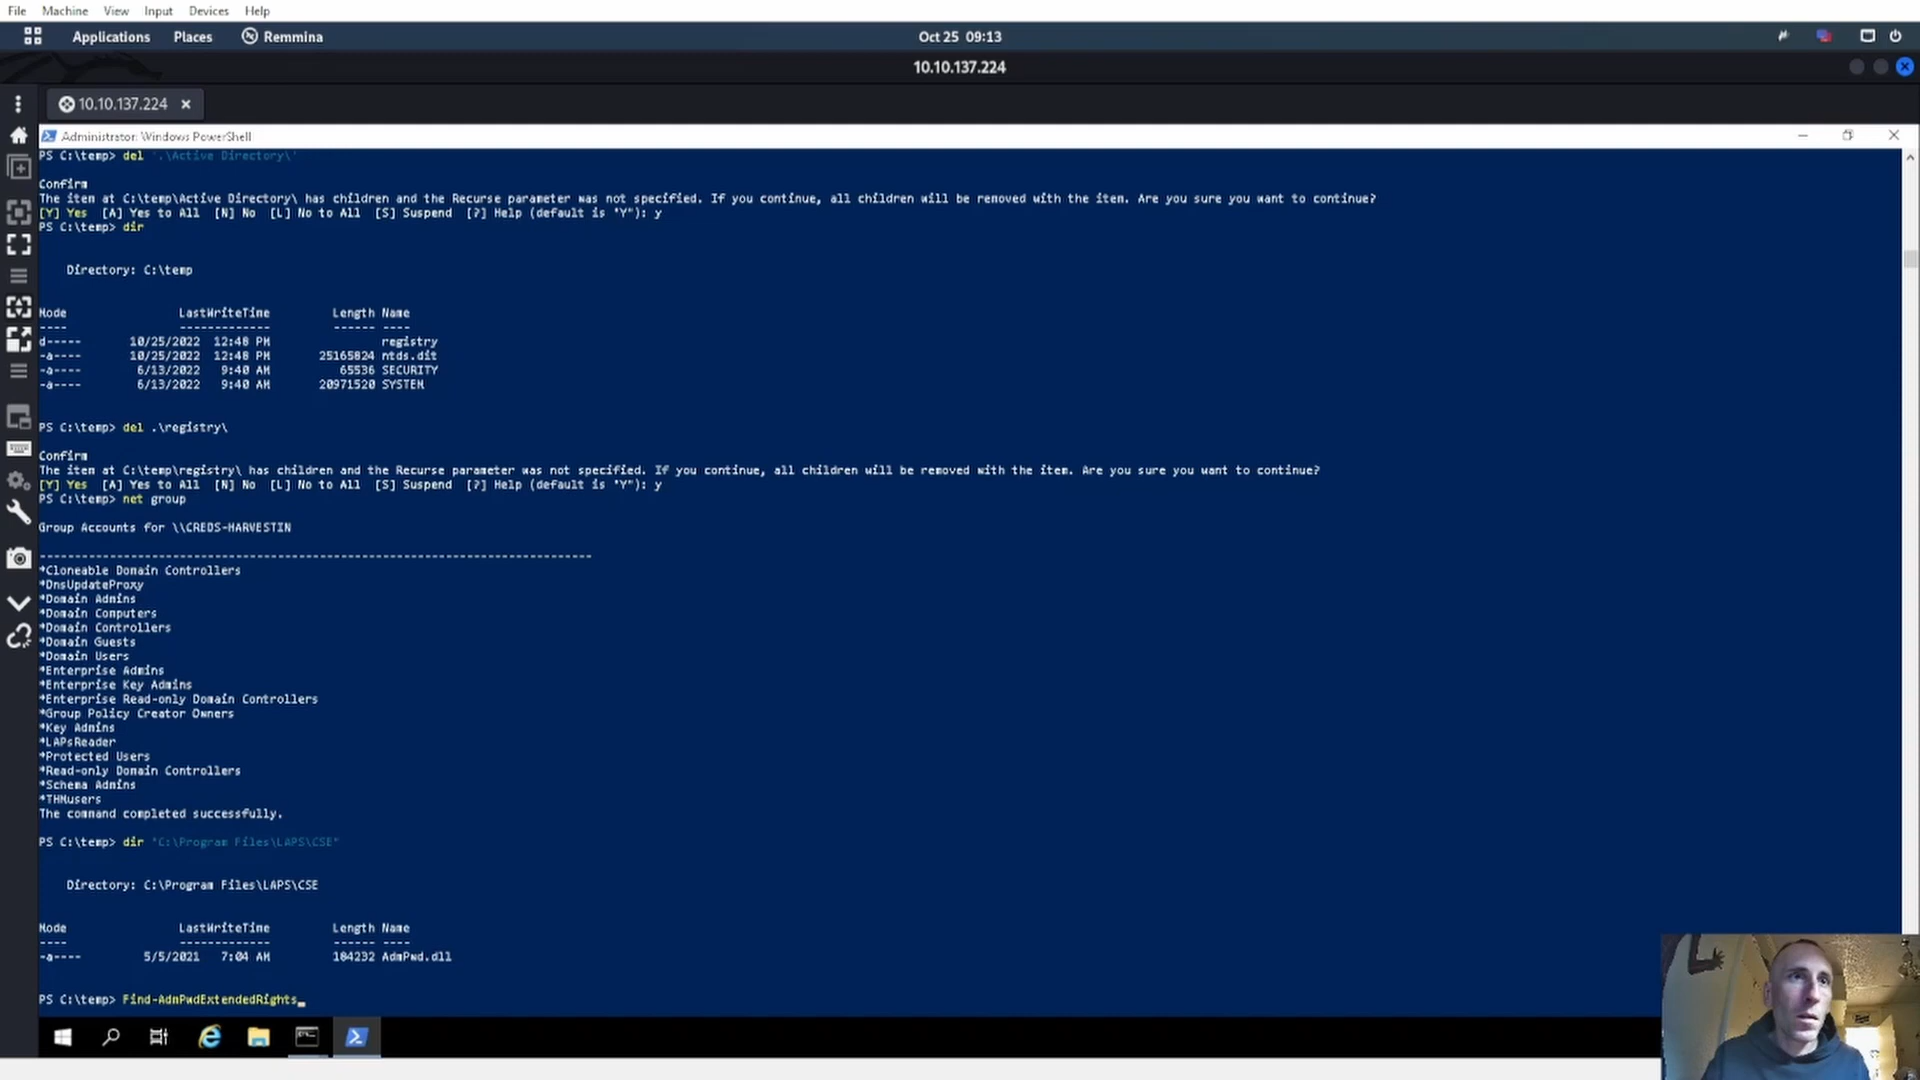 File Machine View Input Devices Help
Applications Places Remmina Oct 25 09:13
10.10.137.224
10.10.137.224
Administrator: Windows PowerShell
PS C:\temp> del '.\Active Directory\'
Confirm
The item at C:\temp\Active Directory\ has children and the Recurse parameter was not specified. If you continue, all children will be removed with the item. Are you sure you want to continue?
[Y] Yes [A] Yes to All [N] No [L] No to All [S] Suspend [?] Help (default is "Y"): y
PS C:\temp> dir
Directory: C:\temp
Mode LastWriteTime Length Name
---- ------------- ------ ----
d----- 10/25/2022 12:48 PM registry
-a---- 10/25/2022 12:48 PM 25165824 ntds.dit
-a---- 6/13/2022 9:40 AM 65536 SECURITY
-a---- 6/13/2022 9:40 AM 20971520 SYSTEM
PS C:\temp> del .\registry\
Confirm
The item at C:\temp\registry\ has children and the Recurse parameter was not specified. If you continue, all children will be removed with the item. Are you sure you want to continue?
[Y] Yes [A] Yes to All [N] No [L] No to All [S] Suspend [?] Help (default is "Y"): y
PS C:\temp> net group
Group Accounts for \\CREDS-HARVESTIN
-------------------------------------------------------------------------------
*Cloneable Domain Controllers
*DnsUpdateProxy
*Domain Admins
*Domain Computers
*Domain Controllers
*Domain Guests
*Domain Users
*Enterprise Admins
*Enterprise Key Admins
*Enterprise Read-only Domain Controllers
*Group Policy Creator Owners
*Key Admins
*LAPsReader
*Protected Users
*Read-only Domain Controllers
*Schema Admins
*THMusers
The command completed successfully.
PS C:\temp> dir "C:\Program Files\LAPS\CSE"
Directory: C:\Program Files\LAPS\CSE
Mode LastWriteTime Length Name
---- ------------- ------ ----
-a---- 5/5/2021 7:04 AM 184232 AdmPwd.dll
PS C:\temp> Find-AdmPwdExtendedRights_